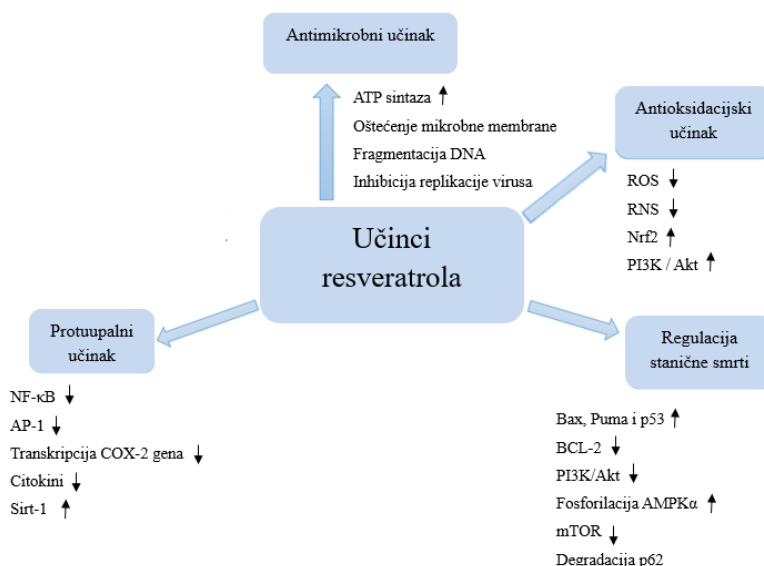 Antimikrobni učinak
ATP sintaza ↑
Oštećenje mikrobne membrane
Fragmentacija DNA
Inhibicija replikacije virusa
Antioksidacijski
učinak
ROS ↓
RNS ↓
Nrf2 ↑
PI3K / Akt ↑
Učinci
resveratrola
Protuupalni
učinak
NF-κB ↓
AP-1 ↓
Transkripcija COX-2 gena ↓
Citokini ↓
Sirt-1 ↑
Regulacija
stanične smrti
Bax, Puma i p53 ↑
BCL-2 ↓
PI3K/Akt ↓
Fosforilacija AMPKα ↑
mTOR ↓
Degradacija p62